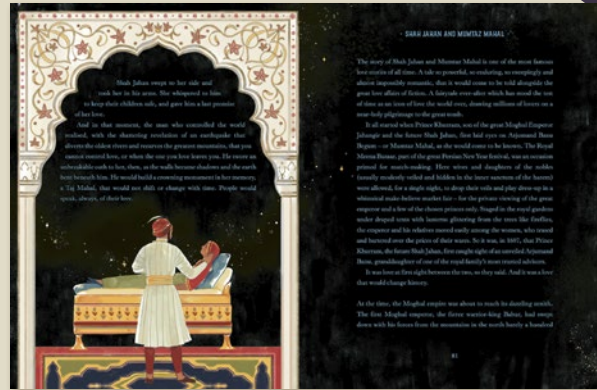 Shah Jahan swept to her side and
took her in his arms. She whispered to him
to keep their children safe, and gave him a last promise
of her love.
And in that moment, the man who controlled the world
realised, with the shattering revelation of an earthquake that
diverts the oldest rivers and reserves the greatest mountains, that you
cannot control love, or when the one you love leaves you. He swore an
unbreakable oath to her, then, as the walls became shadows and the earth
bent beneath him. He would build a crowning monument in her memory,
a Taj Mahal, that would not shift or change with time. People would
speak, always, of their love.
· SHAH JAHAN AND MUMTAZ MAHAL ·
The story of Shah Jahan and Mumtaz Mahal is one of the most famous
love stories of all time. A tale so powerful, so enduring, so sweepingly and
almost impossibly romantic, that it would come to be told alongside the
great love affairs of fiction. A fairytale ever-after which has stood the test
of time as an icon of love the world over, drawing millions of lovers on a
near-holy pilgrimage to the great tomb.
It all started when Prince Khurram, son of the great Moghul Emperor
Jahangir and the future Shah Jahan, first laid eyes on Arjumand Banu
Begum – or Mumtaz Mahal, as she would come to be known. The Royal
Meena Bazaar, part of the great Persian New Year festival, was an occasion
primed for match-making. Here wives and daughters of the nobles
(usually modestly veiled and hidden in the inner sanctum of the harem)
were allowed, for a single night, to drop their veils and play dress-up in a
whimsical make-believe market fair – for the private viewing of the great
emperor and a few of the chosen princes only. Staged in the royal gardens
under draped tents with lanterns glittering from the trees like fireflies,
the emperor and his relatives moved easily among the women, who teased
and bartered over the prices of their wares. So it was, in 1607, that Prince
Khurram, the future Shah Jahan, first caught sight of an unveiled Arjumand
Banu, granddaughter of one of the royal family's most trusted advisors.
It was love at first sight between the two, so they said. And it was a love
that would change history.
At the time, the Moghul empire was about to reach its dazzling zenith.
The first Moghul emperor, the fierce warrior-king Babur, had swept
down with his forces from the mountains in the north barely a hundred
81